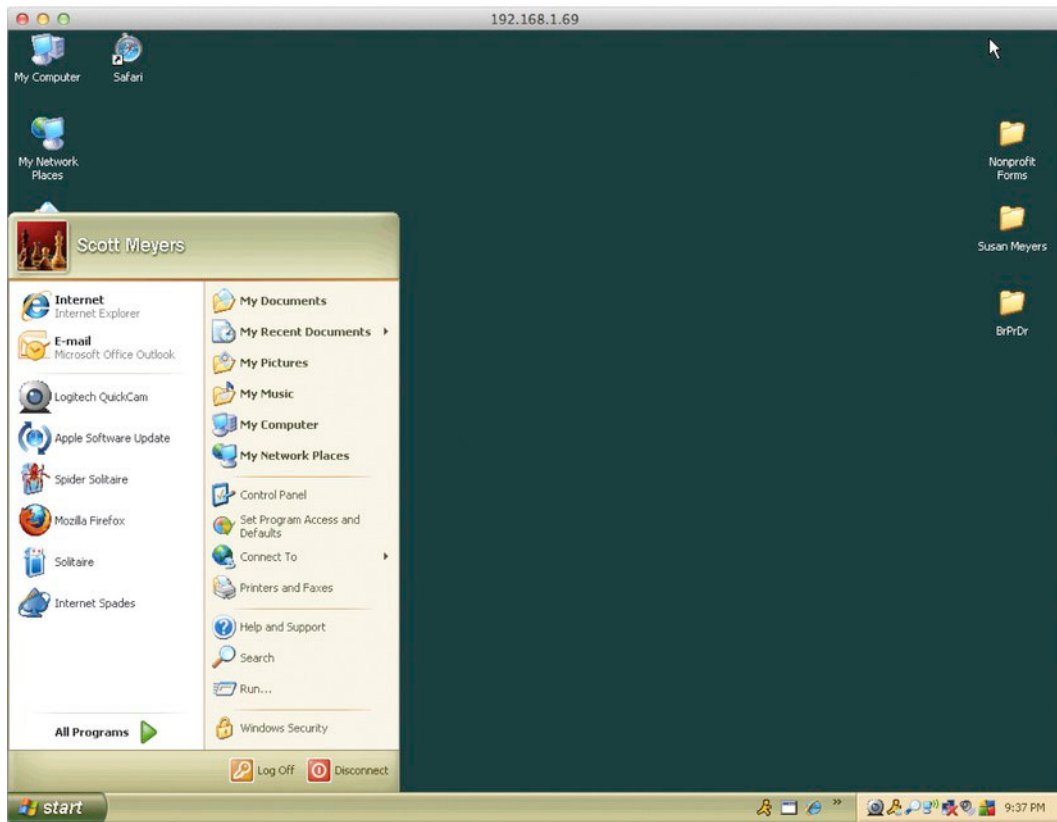 192.168.1.69
My Computer
Safari
My Network
Places
Nonprofit
Forms
Susan Meyers
BrPrDr
Scott Meyers
Internet
Internet Explorer
E-mail
Microsoft Office Outlook
Logitech QuickCam
Apple Software Update
Spider Solitaire
Mozilla Firefox
Solitaire
Internet Spades
All Programs
My Documents
My Recent Documents
My Pictures
My Music
My Computer
My Network Places
Control Panel
Set Program Access and
Defaults
Connect To
Printers and Faxes
Help and Support
Search
Run...
Windows Security
Log Off
Disconnect
start
9:37 PM